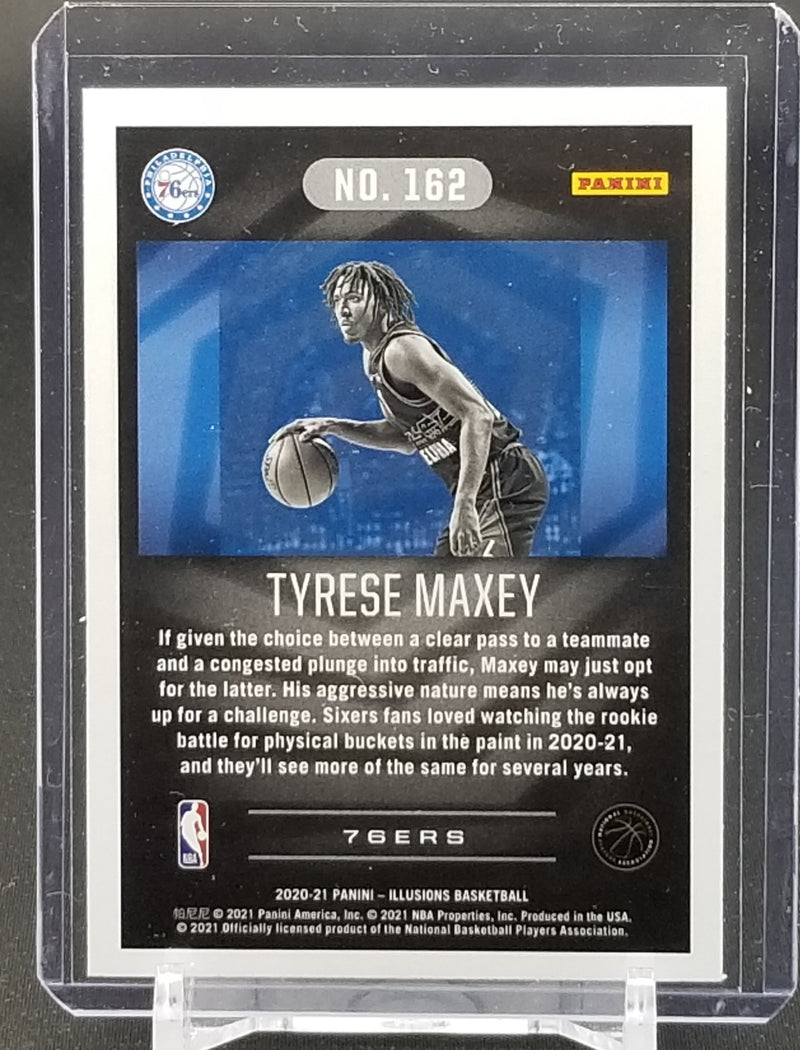 PHILADELPHIA
76ers
NO. 162
PANINI
TYRESE MAXEY
If given the choice between a clear pass to a teammate
and a congested plunge into traffic, Maxey may just opt
for the latter. His aggressive nature means he's always
up for a challenge. Sixers fans loved watching the rookie
battle for physical buckets in the paint in 2020-21,
and they'll see more of the same for several years.
NBA
76ERS
2020-21 PANINI – ILLUSIONS BASKETBALL
帕尼尼 © 2021 Panini America, Inc. © 2021 NBA Properties, Inc. Produced in the USA.
© 2021 Officially licensed product of the National Basketball Players Association.